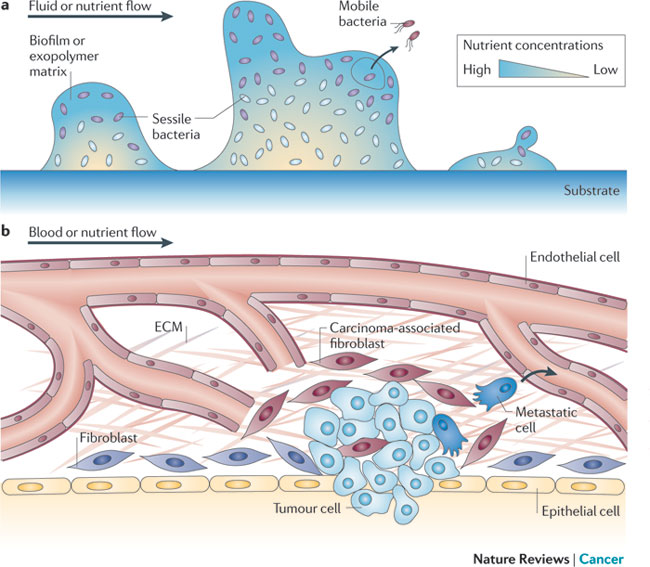 a
Fluid or nutrient flow
Mobile
bacteria
Biofilm or
exopolymer
matrix
Nutrient concentrations
High
Low
Sessile
bacteria
Substrate
b
Blood or nutrient flow
Endothelial cell
ECM
Carcinoma-associated
fibroblast
Metastatic
cell
Fibroblast
Tumour cell
Epithelial cell
Nature Reviews | Cancer